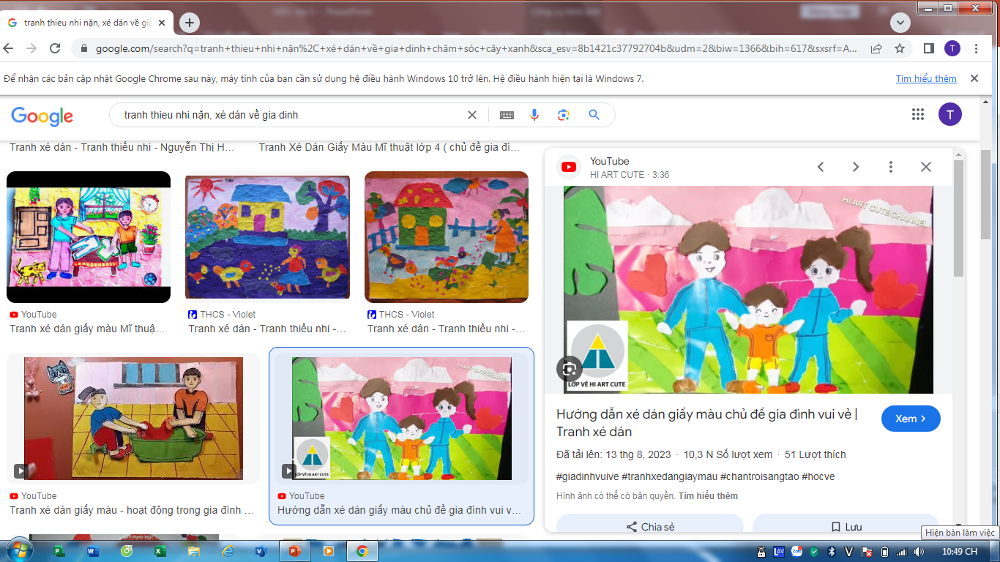 tranh thieu nhi nặn, xé dán về gia
google.com/search?q=tranh+thieu+nhi+nặn%2C+xé+dán+về+gia+dinh+chăm+sóc+cây+xanh&sca_esv=8b1421c37792704b&udm=2&biw=1366&bih=617&sxsrf=A...
T
Để nhận các bản cập nhật Google Chrome sau này, máy tính của bạn cần sử dụng hệ điều hành Windows 10 trở lên. Hệ điều hành hiện tại là Windows 7.
Tìm hiểu thêm
Google
tranh thieu nhi nặn, xé dán về gia dinh
T
Tranh xé dán - Tranh thiếu nhi - Nguyễn Thị H...
Tranh Xé Dán Giấy Màu Mĩ thuật lớp 4 ( chủ đề gia đì...
YouTube
Tranh xé dán giấy màu Mĩ thuậ...
THCS - Violet
Tranh xé dán - Tranh thiếu nhi -...
THCS - Violet
Tranh xé dán - Tranh thiếu nhi -...
YouTube
Tranh xé dán giấy màu - hoạt động trong gia đình ...
HI ART CUTE CHANNEL
LỚP VẼ HI ART CUTE
YouTube
Hướng dẫn xé dán giấy màu chủ đề gia đình vui v...
YouTube
HI ART CUTE · 3:36
HI ART CUTE CHANNEL
LỚP VẼ HI ART CUTE
Hướng dẫn xé dán giấy màu chủ đề gia đình vui vẻ |
Tranh xé dán
Xem
Đã tải lên: 13 thg 8, 2023 · 10,3 N Số lượt xem · 51 Lượt thích
#giadinhvuive #tranhxedangiaymau #chantroisangtao #hocve
Hình ảnh có thể có bản quyền. Tìm hiểu thêm
Chia sẻ
Lưu
Hiện bàn làm việc
LAV
Zalo
V
10:49 CH